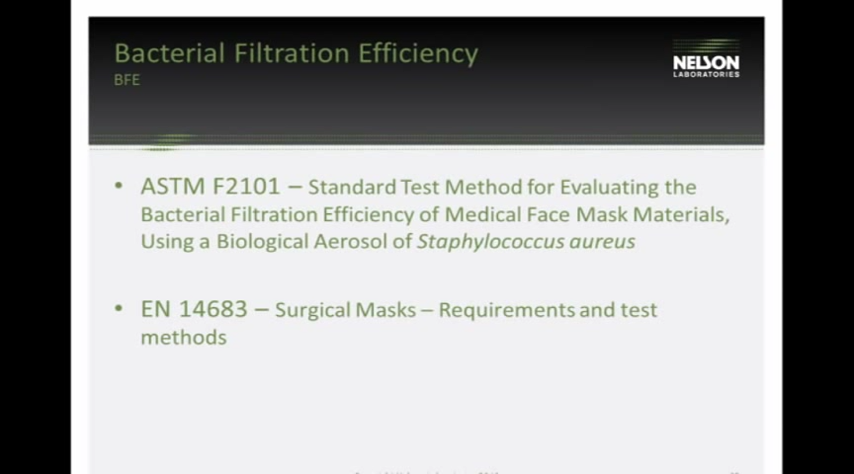 Bacterial Filtration Efficiency
BFE
NELSON
LABORATORIES
• ASTM F2101 – Standard Test Method for Evaluating the
Bacterial Filtration Efficiency of Medical Face Mask Materials,
Using a Biological Aerosol of Staphylococcus aureus
• EN 14683 – Surgical Masks – Requirements and test
methods